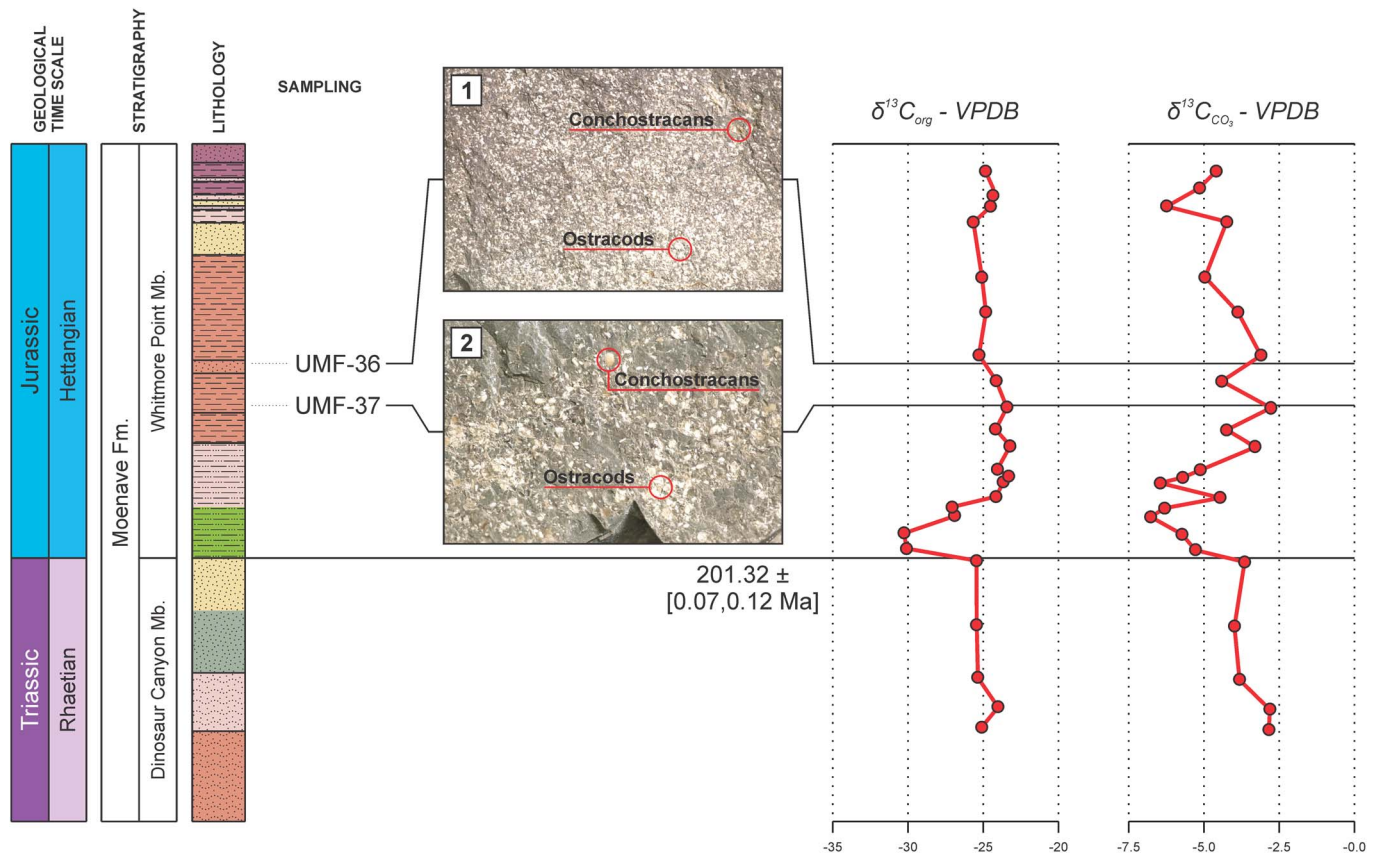 GEOLOGICAL
TIME SCALE
STRATIGRAPHY
LITHOLOGY
SAMPLING
Jurassic
Hettangian
Triassic
Rhaetian
Moenave Fm.
Whitmore Point Mb.
Dinosaur Canyon Mb.
UMF-36
UMF-37
1
Conchostracans
Ostracods
2
Conchostracans
Ostracods
201.32 ±
[0.07,0.12 Ma]
δ¹³Corg - VPDB
-35 -30 -25 -20
δ¹³CCO₃ - VPDB
-7.5 -5.0 -2.5 -0.0